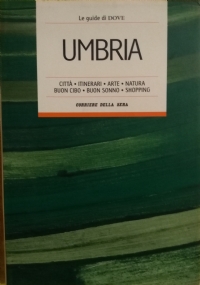 Le guide di DOVE
UMBRIA
CITTÀ • ITINERARI • ARTE • NATURA
BUON CIBO • BUON SONNO • SHOPPING
CORRIERE DELLA SERA